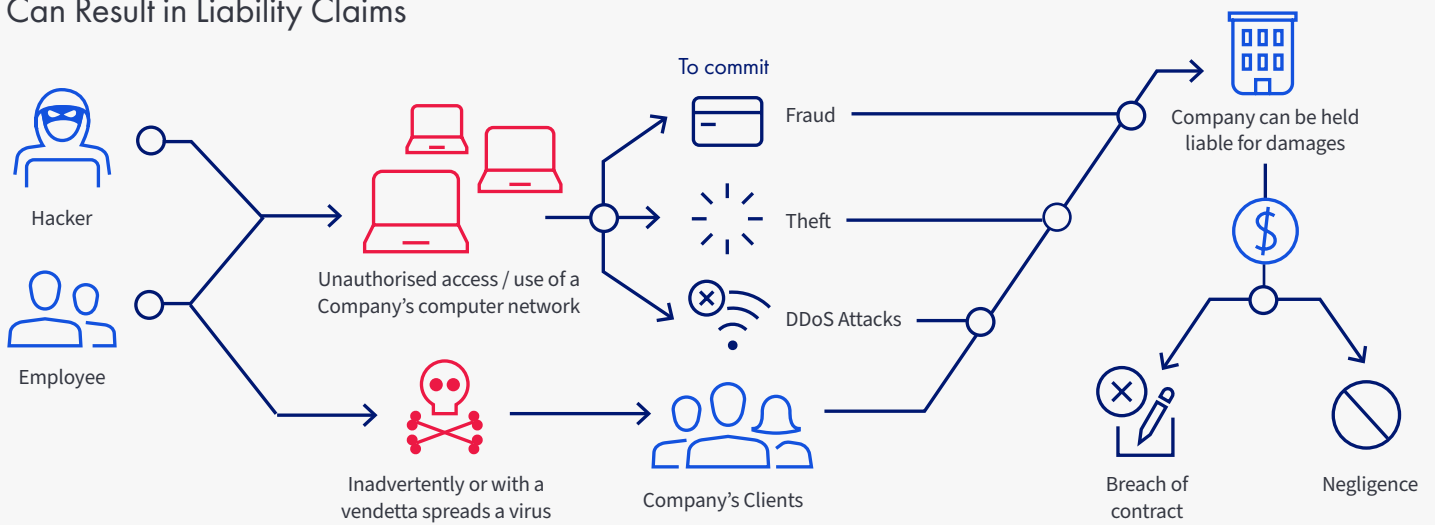 Can Result in Liability Claims
To commit
Hacker
Employee
Unauthorised access / use of a
Company's computer network
Inadvertently or with a
vendetta spreads a virus
Fraud
Theft
DDoS Attacks
Company's Clients
Company can be held
liable for damages
$
Breach of
contract
Negligence